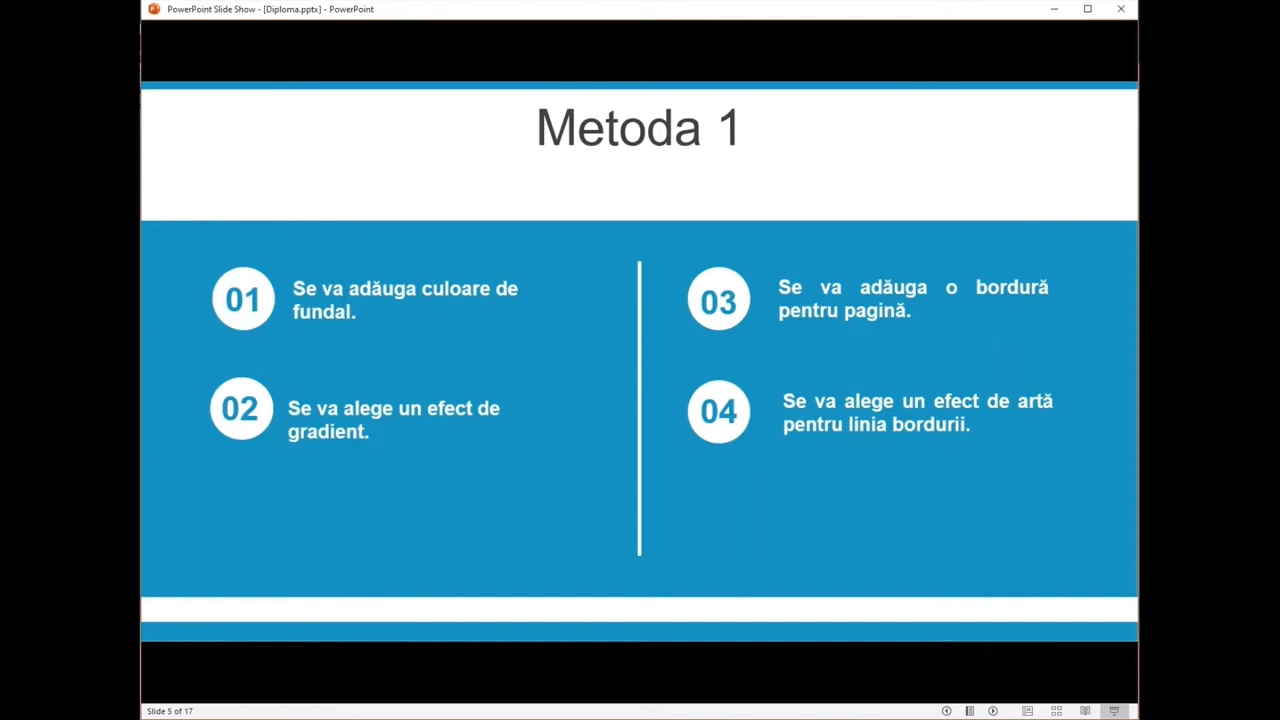 PowerPoint Slide Show - [Diploma.pptx] - PowerPoint
Metoda 1
01
Se va adăuga culoare de
fundal.
02
Se va alege un efect de
gradient.
03
Se va adăuga o bordură
pentru pagină.
04
Se va alege un efect de artă
pentru linia bordurii.
Slide 5 of 17